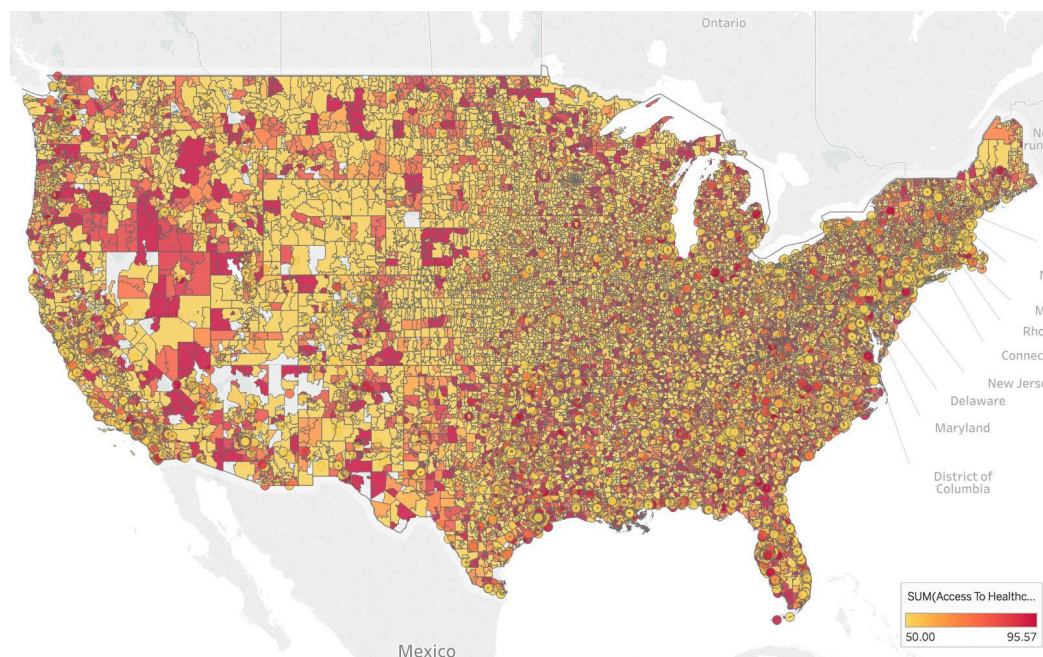 Ontario
N
run
N
M
Rho
Connec
New Jerse
Delaware
Maryland
District of
Columbia
SUM(Access To Healthc...
50.00 95.57
Mexico